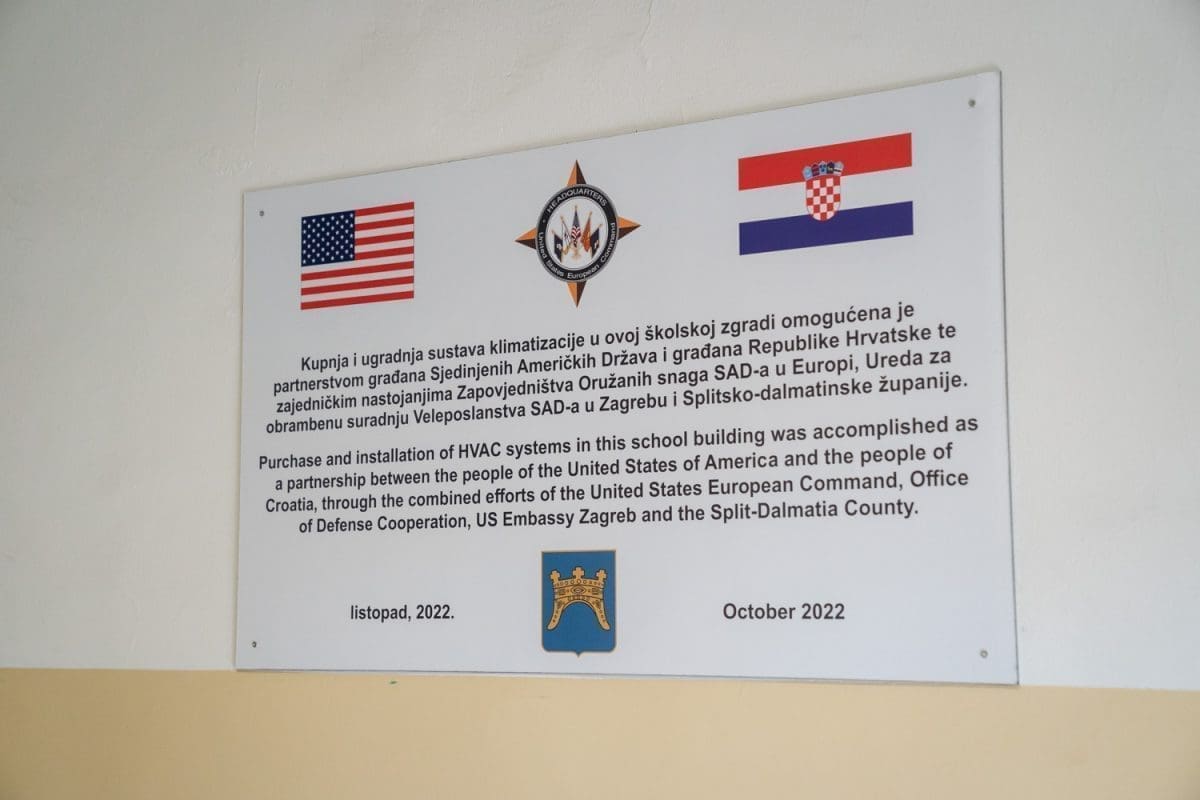 HEADQUARTERS
United States European Command
Kupnja i ugradnja sustava klimatizacije u ovoj školskoj zgradi omogućena je
partnerstvom građana Sjedinjenih Američkih Država i građana Republike Hrvatske te
zajedničkim nastojanjima Zapovjedništva Oružanih snaga SAD-a u Europi, Ureda za
obrambenu suradnju Veleposlanstva SAD-a u Zagrebu i Splitsko-dalmatinske županije.
Purchase and installation of HVAC systems in this school building was accomplished as
a partnership between the people of the United States of America and the people of
Croatia, through the combined efforts of the United States European Command, Office
of Defense Cooperation, US Embassy Zagreb and the Split-Dalmatia County.
listopad, 2022.
October 2022